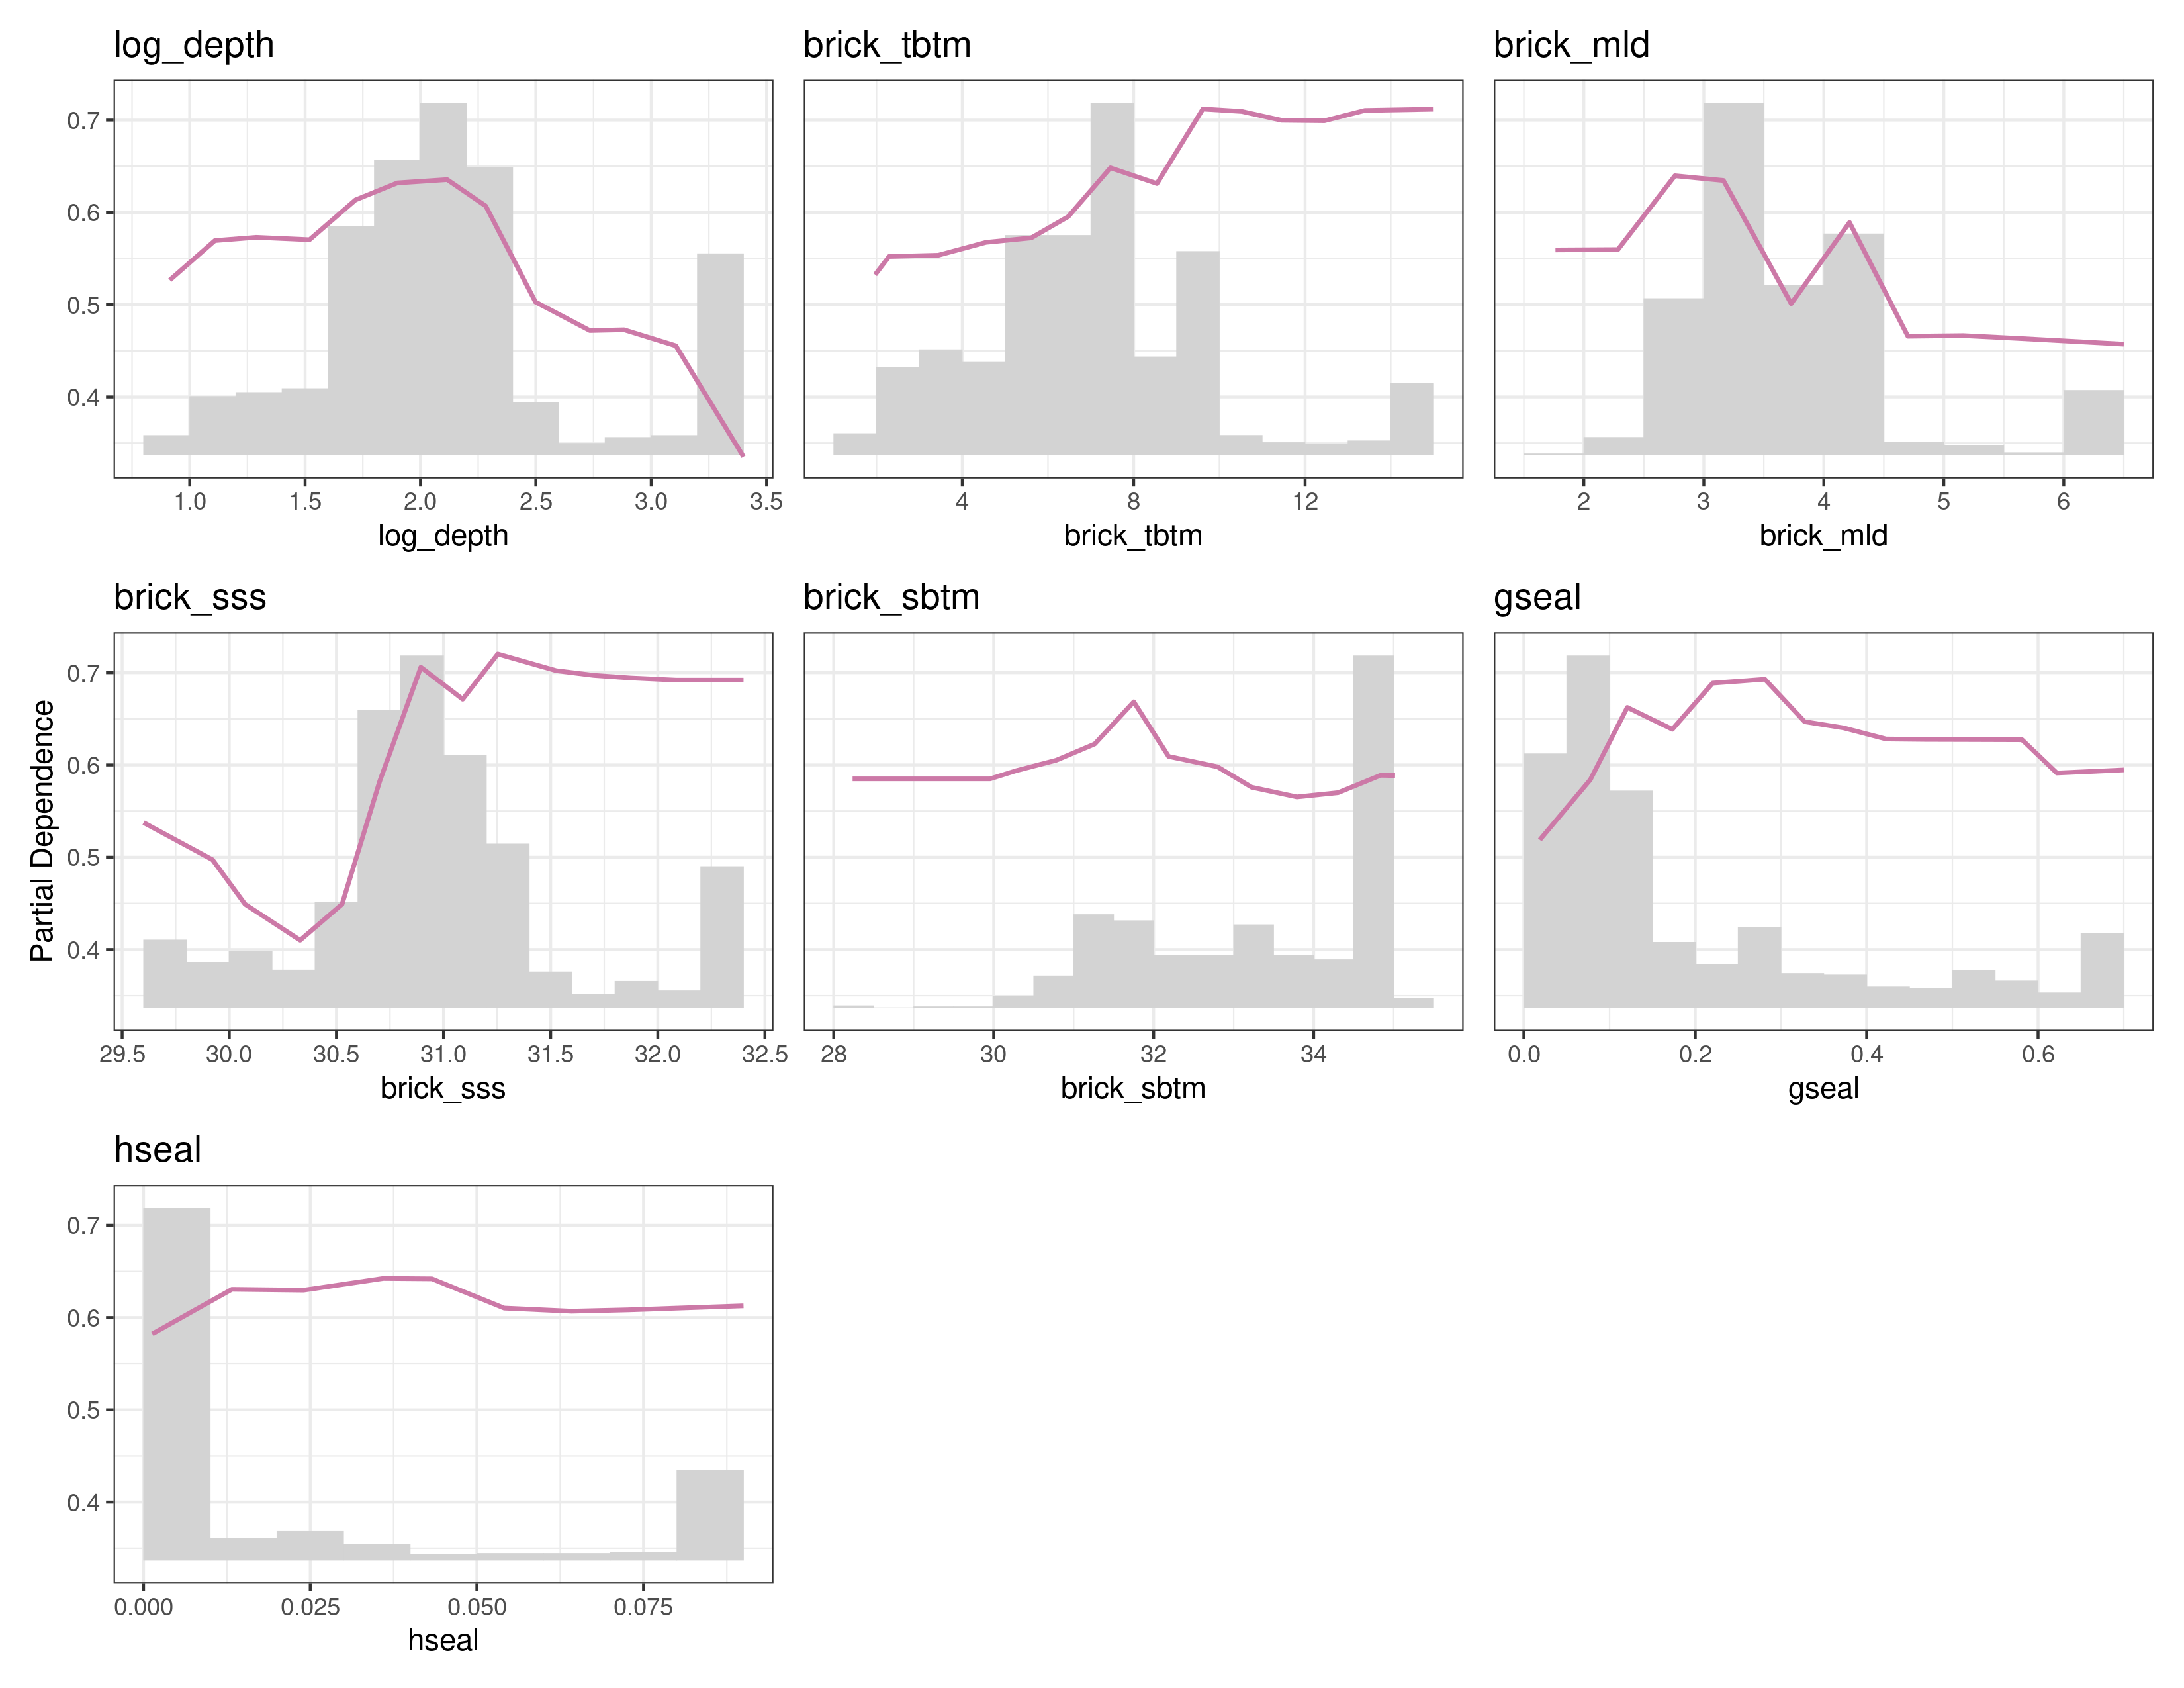 log_depth brick_tbtm brick_mld
0.7
0.6
0.5
0.4
1.0 1.5 2.0 2.5 3.0 3.5 4 8 12 2 3 4 5 6
log_depth brick_tbtm brick_mld
brick_sss brick_sbtm gseal
Partial Dependence
0.7
0.6
0.5
0.4
29.5 30.0 30.5 31.0 31.5 32.0 32.5 28 30 32 34 0.0 0.2 0.4 0.6
brick_sss brick_sbtm gseal
hseal
0.7
0.6
0.5
0.4
0.000 0.025 0.050 0.075
hseal